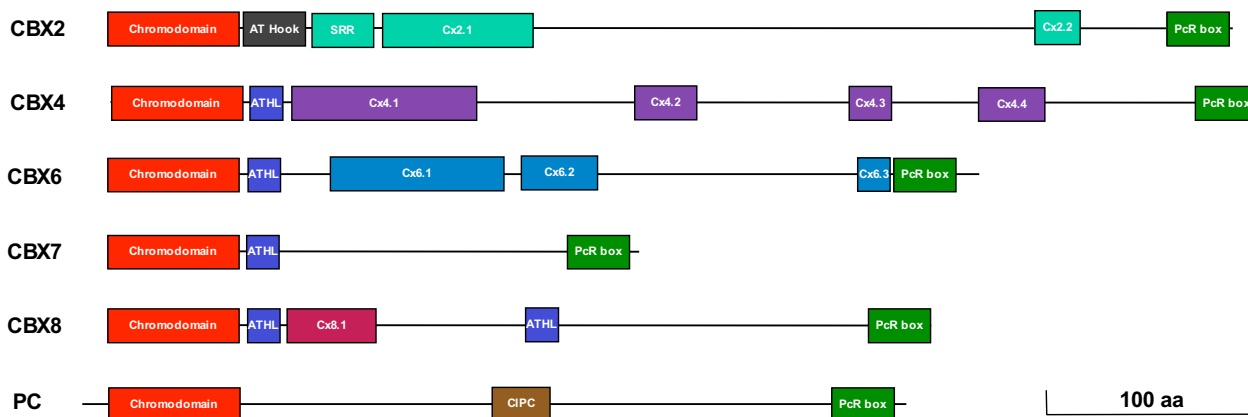 CBX2 Chromodomain AT Hook SRR Cx2.1 Cx2.2 PcR box
CBX4 Chromodomain ATHL Cx4.1 Cx4.2 Cx4.3 Cx4.4 PcR box
CBX6 Chromodomain ATHL Cx6.1 Cx6.2 Cx6.3 PcR box
CBX7 Chromodomain ATHL PcR box
CBX8 Chromodomain ATHL Cx8.1 ATHL PcR box
PC Chromodomain CIPC PcR box 100 aa